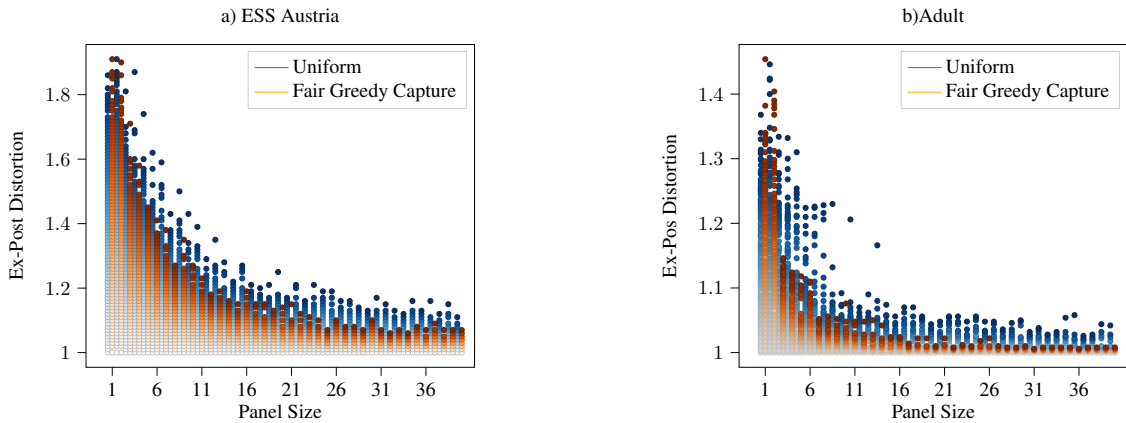 a) ESS Austria
Ex-Post Distortion
1.8
1.6
1.4
1.2
1
Uniform
Fair Greedy Capture
1 6 11 16 21 26 31 36
Panel Size
b)Adult
Ex-Pos Distortion
1.4
1.3
1.2
1.1
1
Uniform
Fair Greedy Capture
1 6 11 16 21 26 31 36
Panel Size